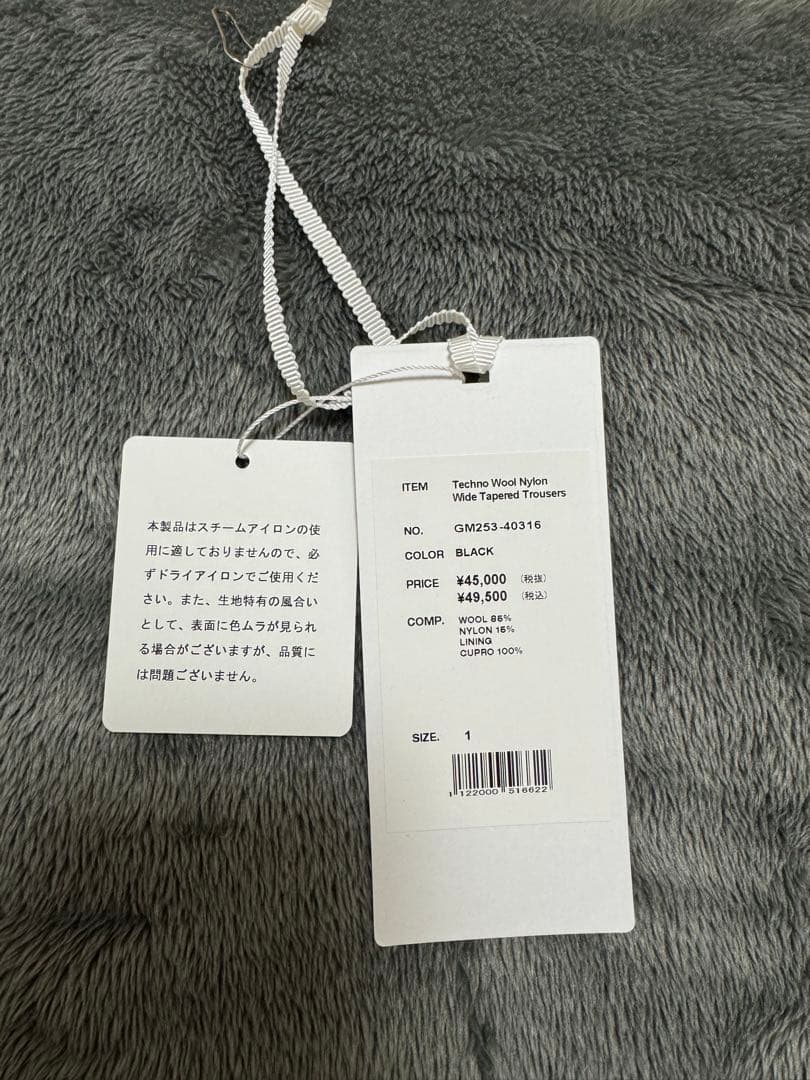 本製品はスチームアイロンの使
用に適しておりませんので、必
ずドライアイロンでご使用くだ
さい。また、生地特有の風合い
として、表面に色ムラが見られ
る場合がございますが、品質に
は問題ございません。
ITEM Techno Wool Nylon
Wide Tapered Trousers
NO. GM253-40316
COLOR BLACK
PRICE ¥45,000 (税抜)
¥49,500 (税込)
COMP. WOOL 85%
NYLON 15%
LINING
CUPRO 100%
SIZE. 1
1 122000 516622